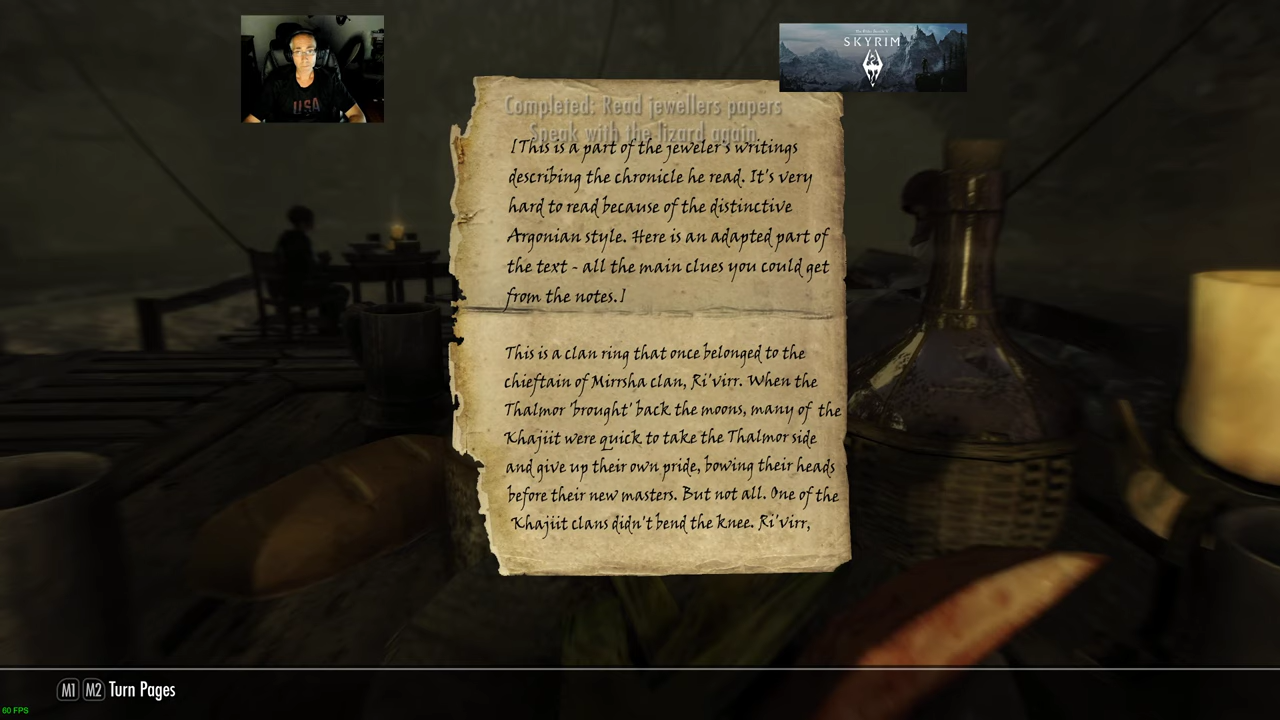 The Elder Scrolls V
SKYRIM
USA
Completed: Read jewellers papers
Speak with the lizard again
[This is a part of the jeweler's writings
describing the chronicle he read. It's very
hard to read because of the distinctive
Argonian style. Here is an adapted part of
the text - all the main clues you could get
from the notes.]
This is a clan ring that once belonged to the
chieftain of Mirrsha clan, Ri'virr. When the
Thalmor 'brought' back the moons, many of the
Khajiit were quick to take the Thalmor side
and give up their own pride, bowing their heads
before their new masters. But not all. One of the
Khajiit clans didn't bend the knee. Ri'virr,
M1 M2 Turn Pages
60 FPS